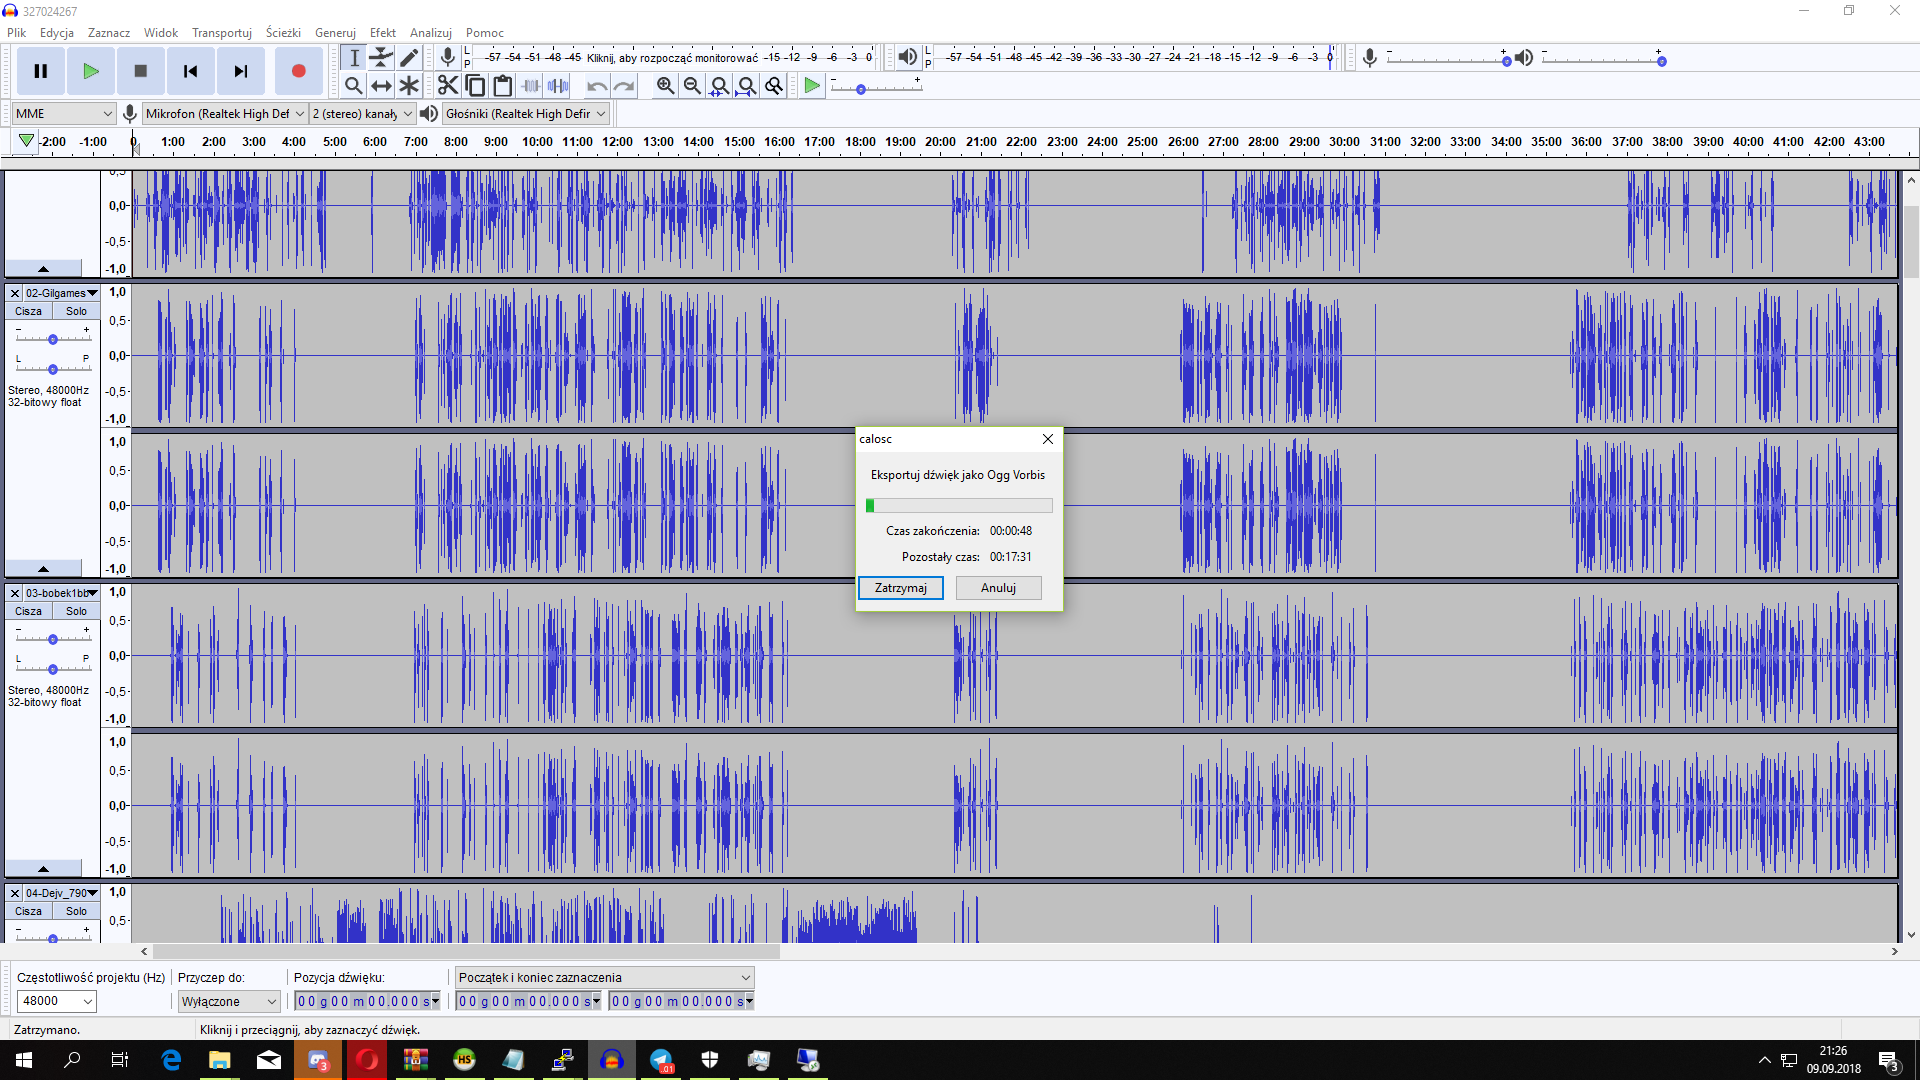 327024267
Plik Edycja Zaznacz Widok Transportuj Ścieżki Generuj Efekt Analizuj Pomoc
L P -57 -54 -51 -48 -45 Kliknij, aby rozpocząć monitorować -15 -12 -9 -6 -3 0
L P -57 -54 -51 -48 -45 -42 -39 -36 -33 -30 -27 -24 -21 -18 -15 -12 -9 -6 -3 0
- +
- +
- +
MME Mikrofon (Realtek High Def 2 (stereo) kanały Głośniki (Realtek High Defir
-2:00 -1:00 0 1:00 2:00 3:00 4:00 5:00 6:00 7:00 8:00 9:00 10:00 11:00 12:00 13:00 14:00 15:00 16:00 17:00 18:00 19:00 20:00 21:00 22:00 23:00 24:00 25:00 26:00 27:00 28:00 29:00 30:00 31:00 32:00 33:00 34:00 35:00 36:00 37:00 38:00 39:00 40:00 41:00 42:00 43:00
0,5
0,0
-0,5
-1,0
02-Gilgames
Cisza Solo
- +
L P
Stereo, 48000Hz
32-bitowy float
1,0
0,5
0,0
-0,5
-1,0
1,0
0,5
0,0
-0,5
-1,0
calosc
Eksportuj dźwięk jako Ogg Vorbis
Czas zakończenia: 00:00:48
Pozostały czas: 00:17:31
Zatrzymaj Anuluj
03-bobek1bb
Cisza Solo
- +
L P
Stereo, 48000Hz
32-bitowy float
1,0
0,5
0,0
-0,5
-1,0
1,0
0,5
0,0
-0,5
-1,0
04-Dejv_790
Cisza Solo
- +
1,0
0,5
Częstotliwość projektu (Hz) Przyczep do: Pozycja dźwięku: Początek i koniec zaznaczenia
48000 Wyłączone 00 g 00 m 00.000 s 00 g 00 m 00.000 s 00 g 00 m 00.000 s
Zatrzymano. Kliknij i przeciągnij, aby zaznaczyć dźwięk.
3 HS .01 21:26
09.09.2018 3